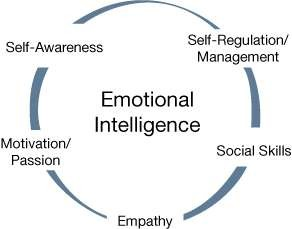 Self-Awareness
Self-Regulation/
Management
Emotional
Intelligence
Motivation/
Passion
Social Skills
Empathy